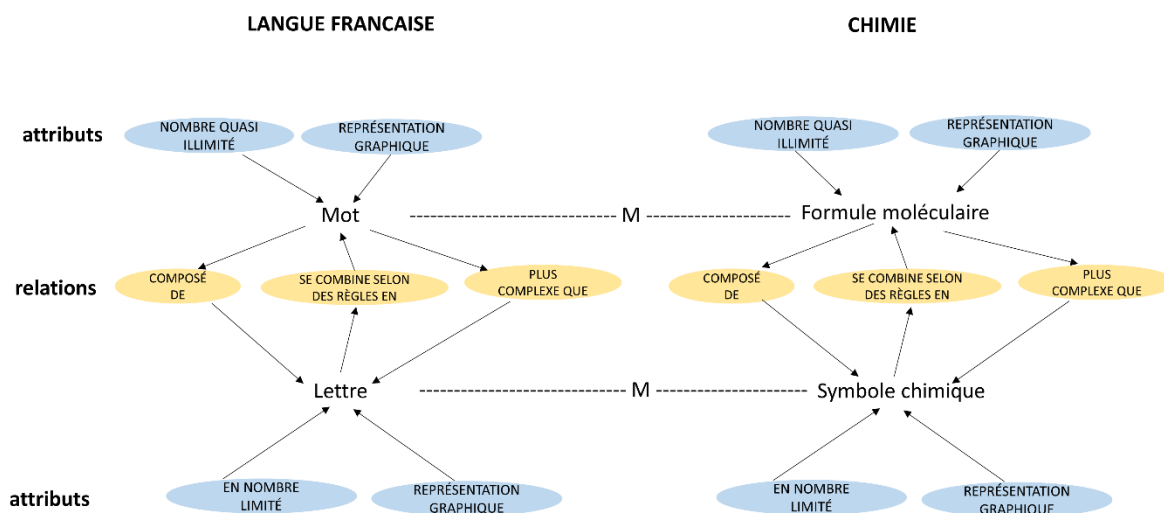 LANGUE FRANCAISE
CHIMIE
attributs
NOMBRE QUASI
ILLIMITÉ
REPRÉSENTATION
GRAPHIQUE
NOMBRE QUASI
ILLIMITÉ
REPRÉSENTATION
GRAPHIQUE
Mot
M
Formule moléculaire
relations
COMPOSÉ
DE
SE COMBINE SELON
DES RÈGLES EN
PLUS
COMPLEXE QUE
COMPOSÉ
DE
SE COMBINE SELON
DES RÈGLES EN
PLUS
COMPLEXE QUE
Lettre
M
Symbole chimique
attributs
EN NOMBRE
LIMITÉ
REPRÉSENTATION
GRAPHIQUE
EN NOMBRE
LIMITÉ
REPRÉSENTATION
GRAPHIQUE